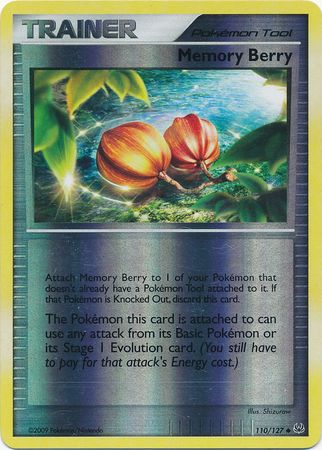 TRAINER
Pokémon Tool
Memory Berry
Attach Memory Berry to 1 of your Pokémon that
doesn't already have a Pokémon Tool attached to it. If
that Pokémon is Knocked Out, discard this card.
The Pokémon this card is attached to can
use any attack from its Basic Pokémon or
its Stage 1 Evolution card. (You still have
to pay for that attack's Energy cost.)
Illus. Shizurow
©2009 Pokémon/Nintendo
110/127